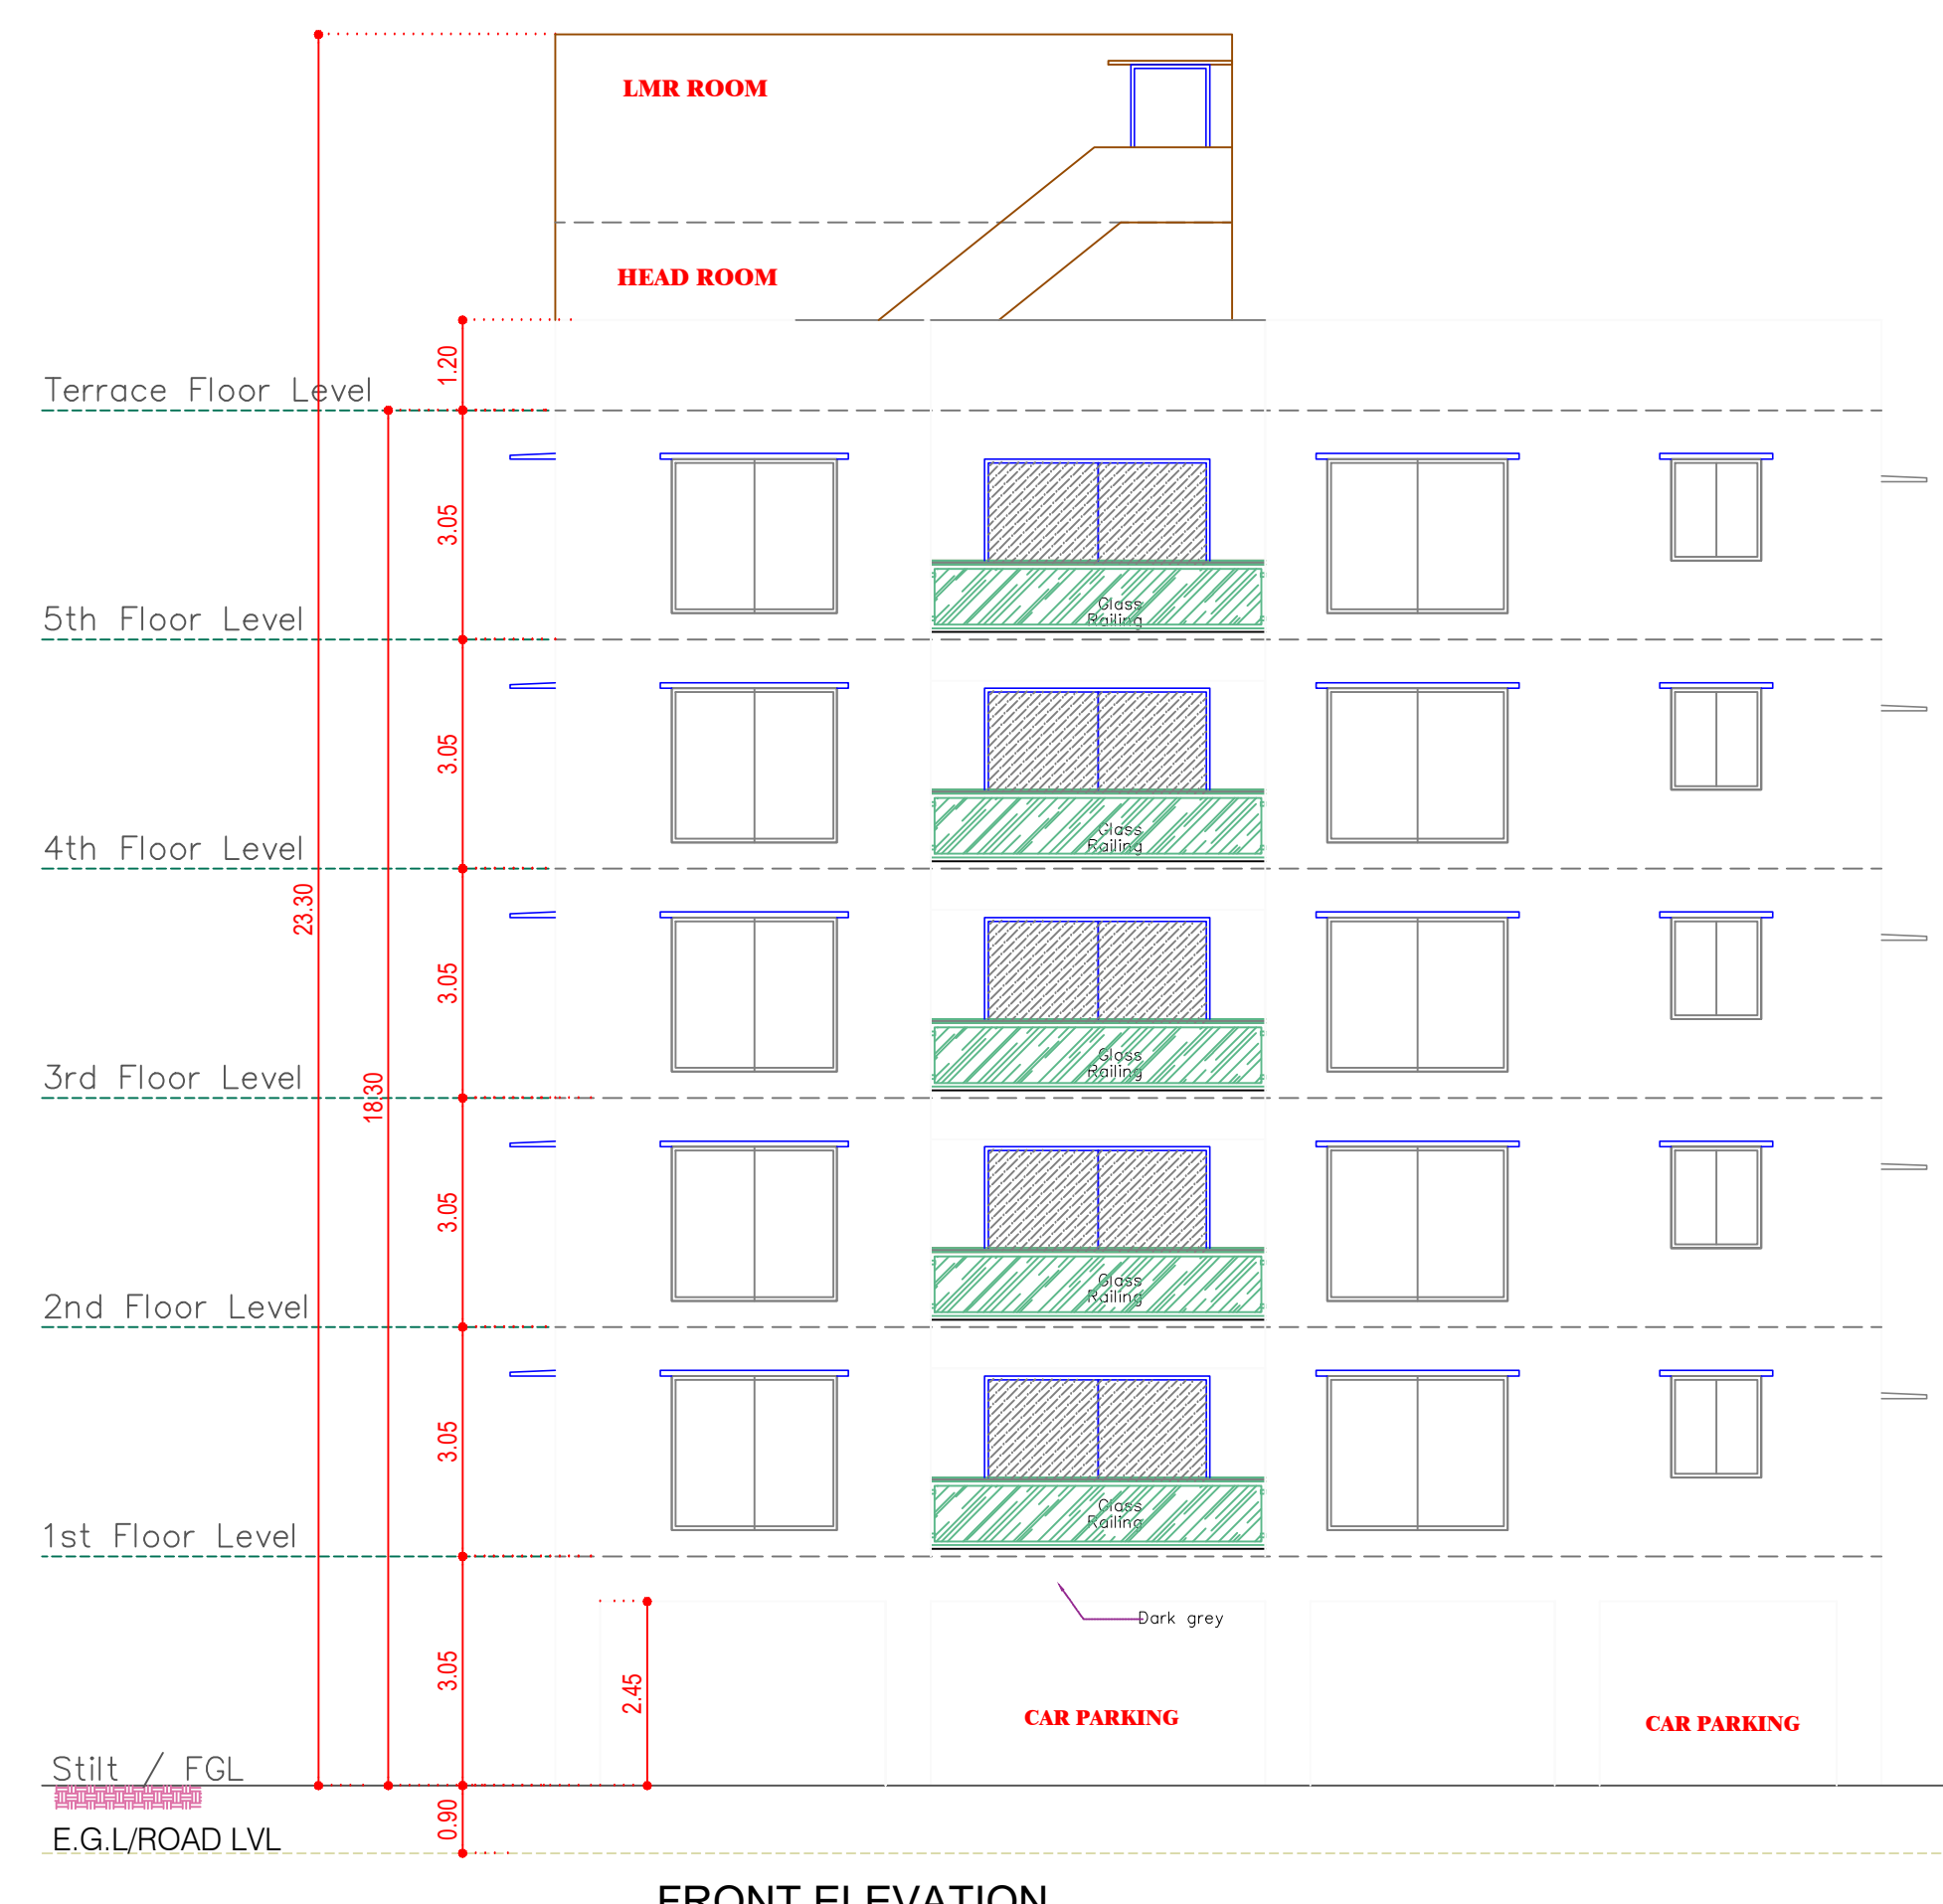 LMR ROOM
HEAD ROOM
1.20
Terrace Floor Level
3.05
Glass
Railing
5th Floor Level
3.05
Glass
Railing
4th Floor Level
23.30
3.05
Glass
Railing
3rd Floor Level
18.30
3.05
Glass
Railing
2nd Floor Level
3.05
Glass
Railing
1st Floor Level
Dark grey
3.05
2.45
CAR PARKING
CAR PARKING
Stilt / FGL
0.90
E.G.L/ROAD LVL
FRONT ELEVATION